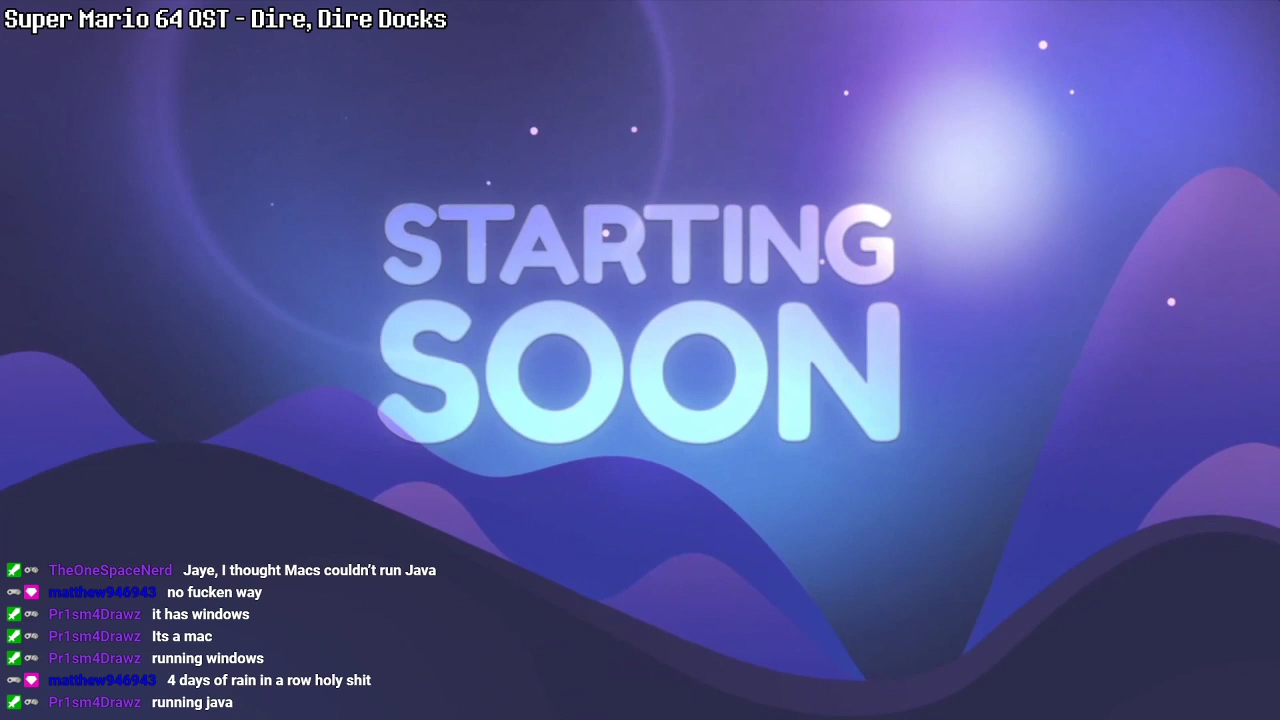 Super Mario 64 OST - Dire, Dire Docks
STARTING
SOON
TheOneSpaceNerd Jaye, I thought Macs couldn't run Java
matthew946943 no fucken way
Pr1sm4Drawz it has windows
Pr1sm4Drawz Its a mac
Pr1sm4Drawz running windows
matthew946943 4 days of rain in a row holy shit
Pr1sm4Drawz running java